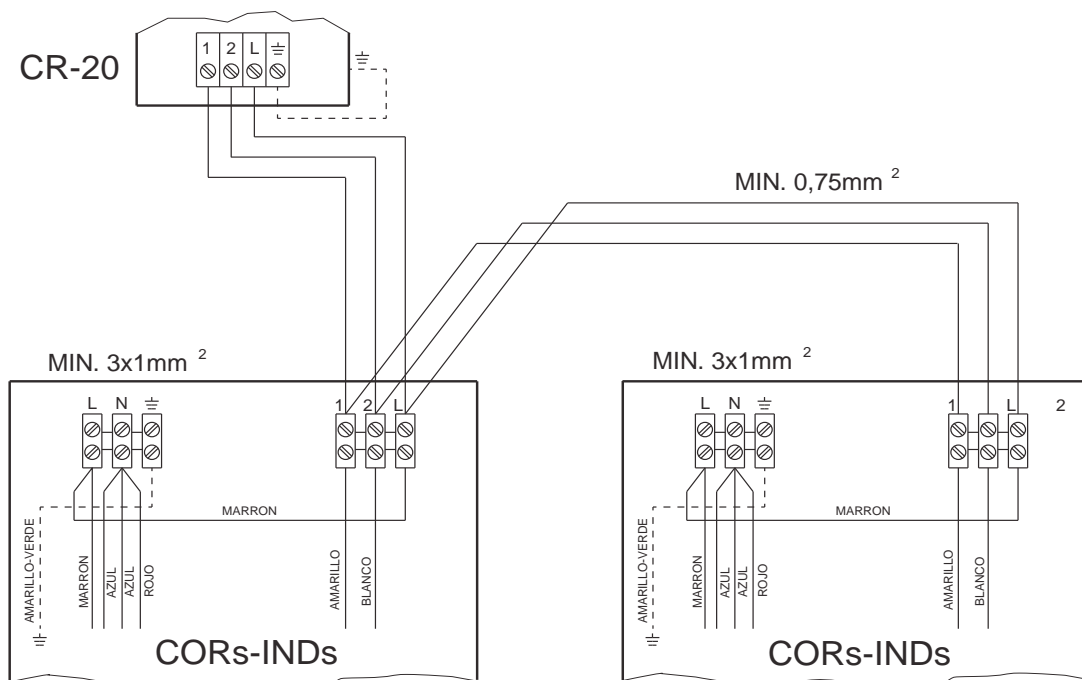 CR-20
1 2 L
MIN. 0,75mm 2
MIN. 3x1mm 2
L N
1 2 L
MARRON
AMARILLO-VERDE
MARRON
AZUL
AZUL
ROJO
AMARILLO
BLANCO
CORs-INDs
MIN. 3x1mm 2
L N
1 L 2
MARRON
AMARILLO-VERDE
MARRON
AZUL
AZUL
ROJO
AMARILLO
BLANCO
CORs-INDs